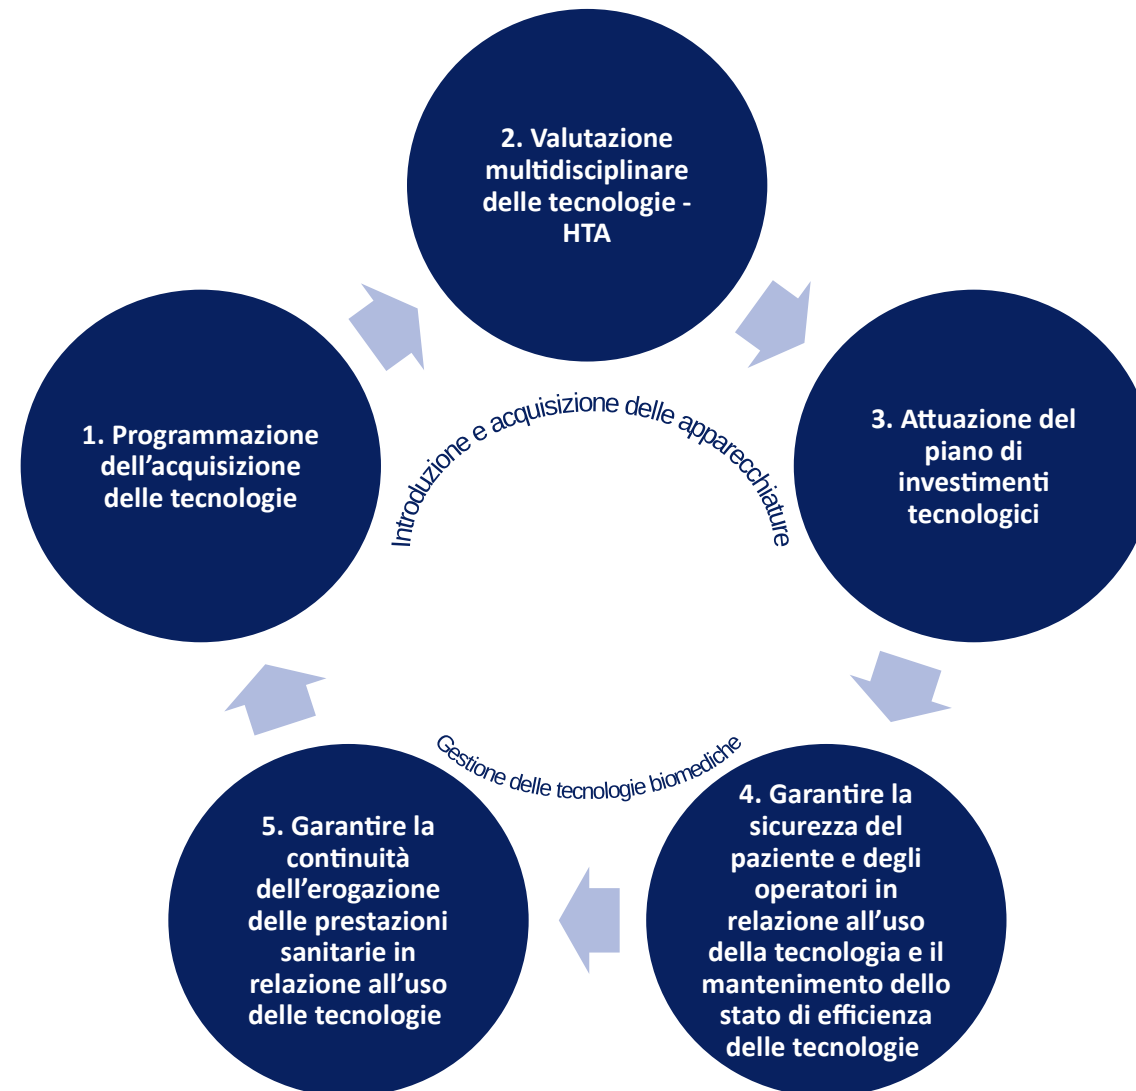 2. Valutazione
multidisciplinare
delle tecnologie -
HTA
1. Programmazione
dell’acquisizione
delle tecnologie
3. Attuazione del
piano di
investimenti
tecnologici
Introduzione e acquisizione delle apparecchiature
Gestione delle tecnologie biomediche
4. Garantire la
sicurezza del
paziente e degli
operatori in
relazione all’uso
della tecnologia e il
mantenimento dello
stato di efficienza
delle tecnologie
5. Garantire la
continuità
dell’erogazione
delle prestazioni
sanitarie in
relazione all’uso
delle tecnologie